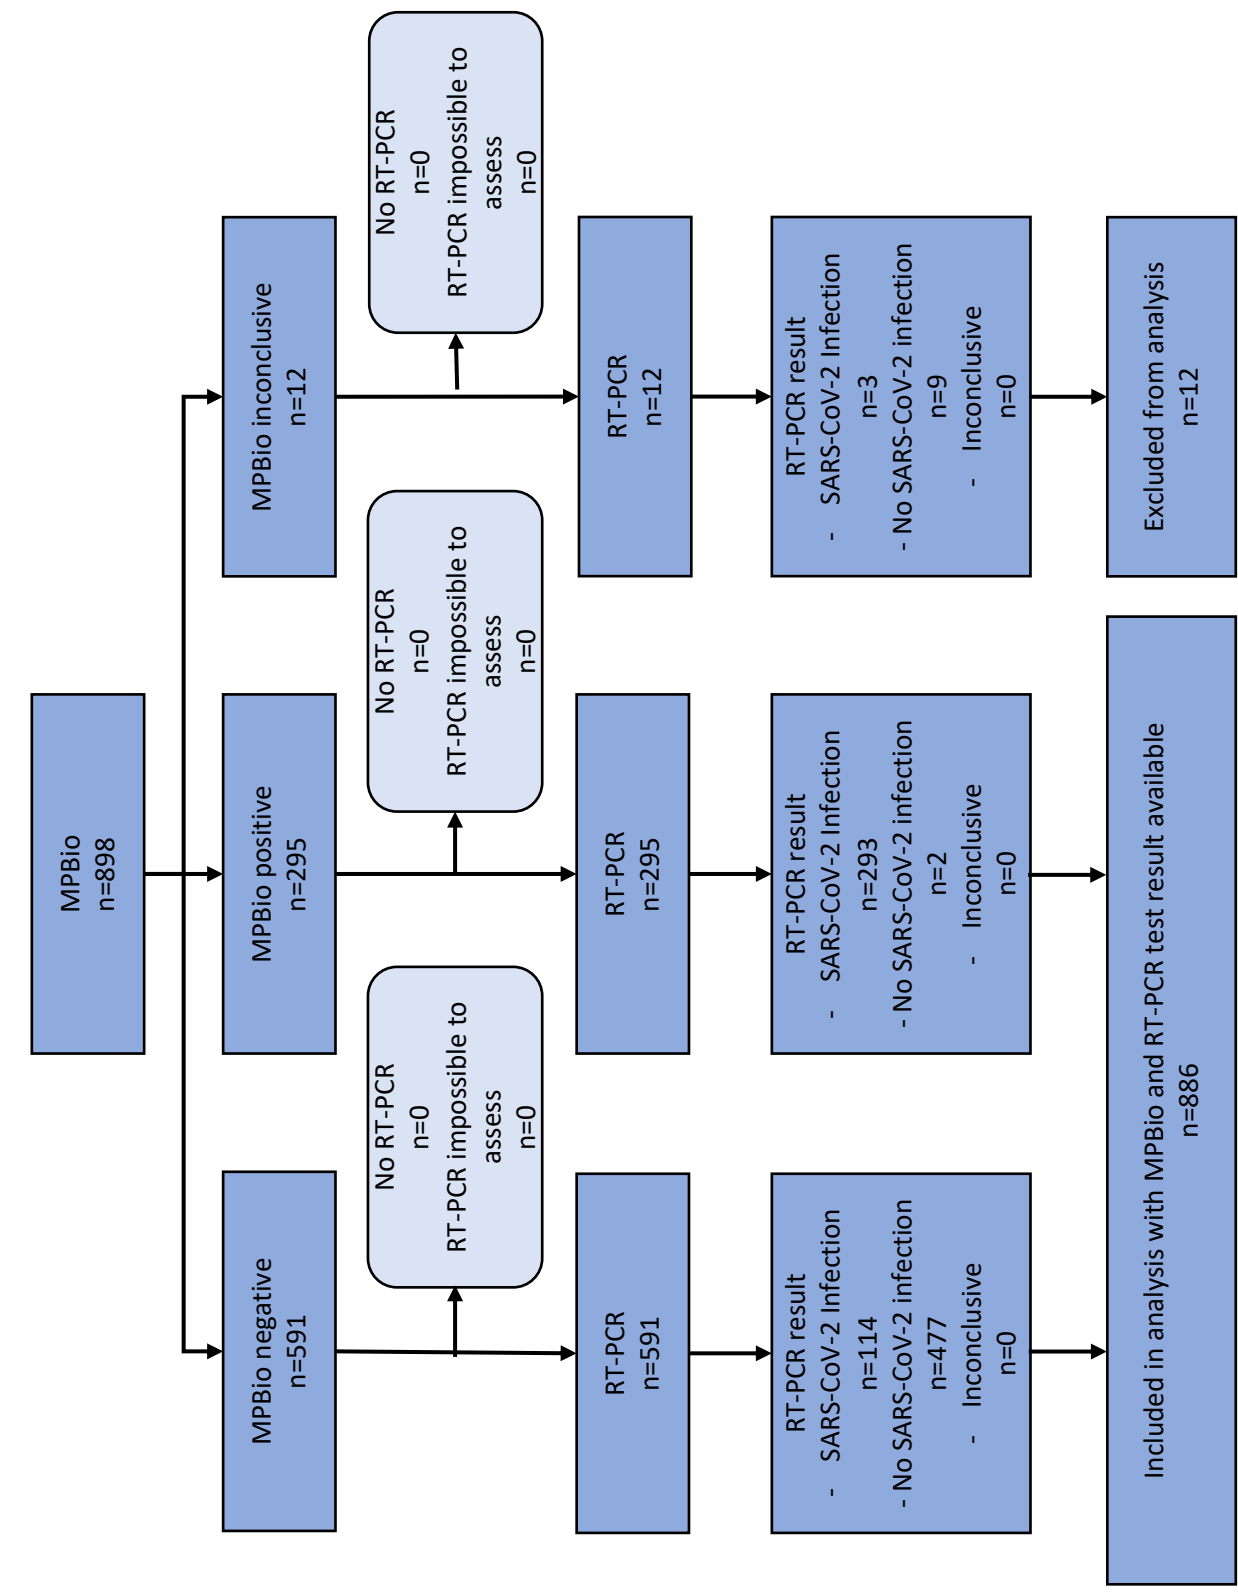 MPBio
n=898
MPBio negative
n=591
MPBio positive
n=295
MPBio inconclusive
n=12
No RT-PCR
n=0
RT-PCR impossible to
assess
n=0
No RT-PCR
n=0
RT-PCR impossible to
assess
n=0
No RT-PCR
n=0
RT-PCR impossible to
assess
n=0
RT-PCR
n=591
RT-PCR
n=295
RT-PCR
n=12
RT-PCR result
- SARS-CoV-2 Infection
n=114
- No SARS-CoV-2 infection
n=477
- Inconclusive
n=0
RT-PCR result
- SARS-CoV-2 Infection
n=293
- No SARS-CoV-2 infection
n=2
- Inconclusive
n=0
RT-PCR result
- SARS-CoV-2 Infection
n=3
- No SARS-CoV-2 infection
n=9
- Inconclusive
n=0
Included in analysis with MPBio and RT-PCR test result available
n=886
Excluded from analysis
n=12